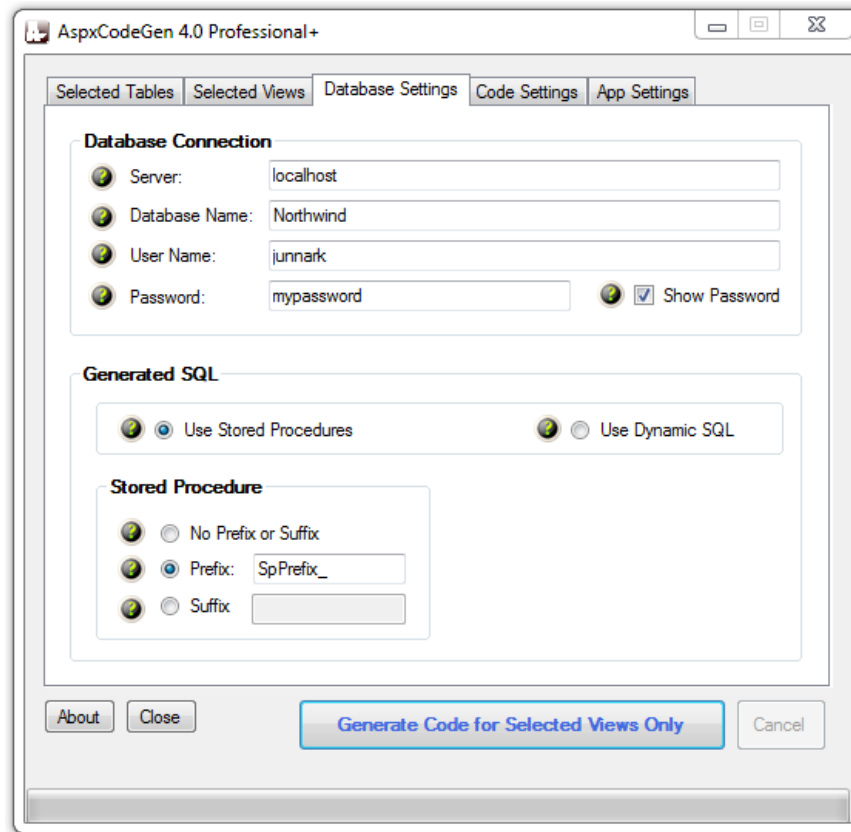 AspxCodeGen 4.0 Professional+
Selected Tables Selected Views Database Settings Code Settings App Settings
Database Connection
Server: localhost
Database Name: Northwind
User Name: junnark
Password: mypassword Show Password
Generated SQL
Use Stored Procedures Use Dynamic SQL
Stored Procedure
No Prefix or Suffix
Prefix: SpPrefix_
Suffix
About Close Generate Code for Selected Views Only Cancel